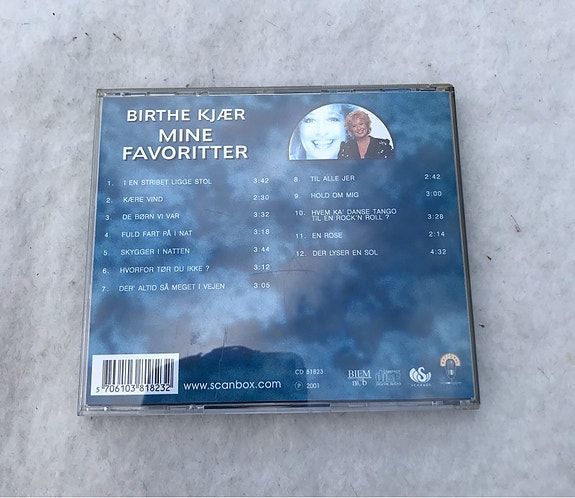 BIRTHE KJÆR
MINE
FAVORITTER
1. I EN STRIBET LIGGE STOL 3:42
2. KÆRE VIND 2:30
3. DE BØRN VI VAR 3:32
4. FULD FART PÅ I NAT 3:18
5. SKYGGER I NATTEN 3:44
6. HVORFOR TØR DU IKKE ? 3:12
7. DER' ALTID SÅ MEGET I VEJEN 3:05
8. TIL ALLE JER 2:42
9. HOLD OM MIG 3:00
10. HVEM KA' DANSE TANGO
TIL EN ROCK'N ROLL ? 3:28
11. EN ROSE 2:14
12. DER LYSER EN SOL 4:32
5 706103 818232
www.scanbox.com
CD 81823
℗ 2001
BIEM
n©b